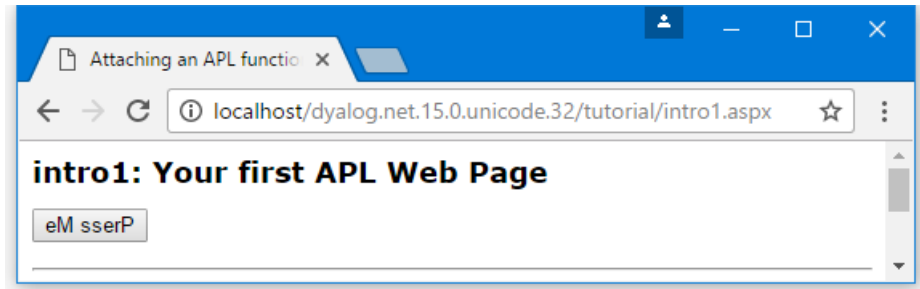 Attaching an APL functio
localhost/dyalog.net.15.0.unicode.32/tutorial/intro1.aspx
intro1: Your first APL Web Page
eM sserP